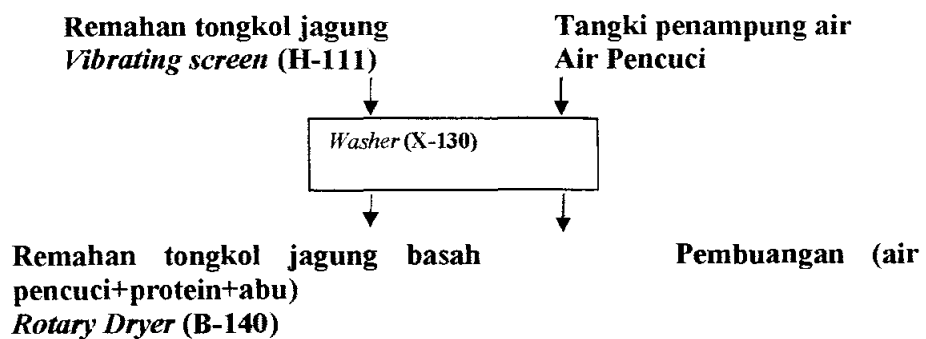 Remahan tongkol jagung
Vibrating screen (H-111)
Tangki penampung air
Air Pencuci
Washer (X-130)
Remahan tongkol jagung basah Pembuangan (air
pencuci+protein+abu)
Rotary Dryer (B-140)